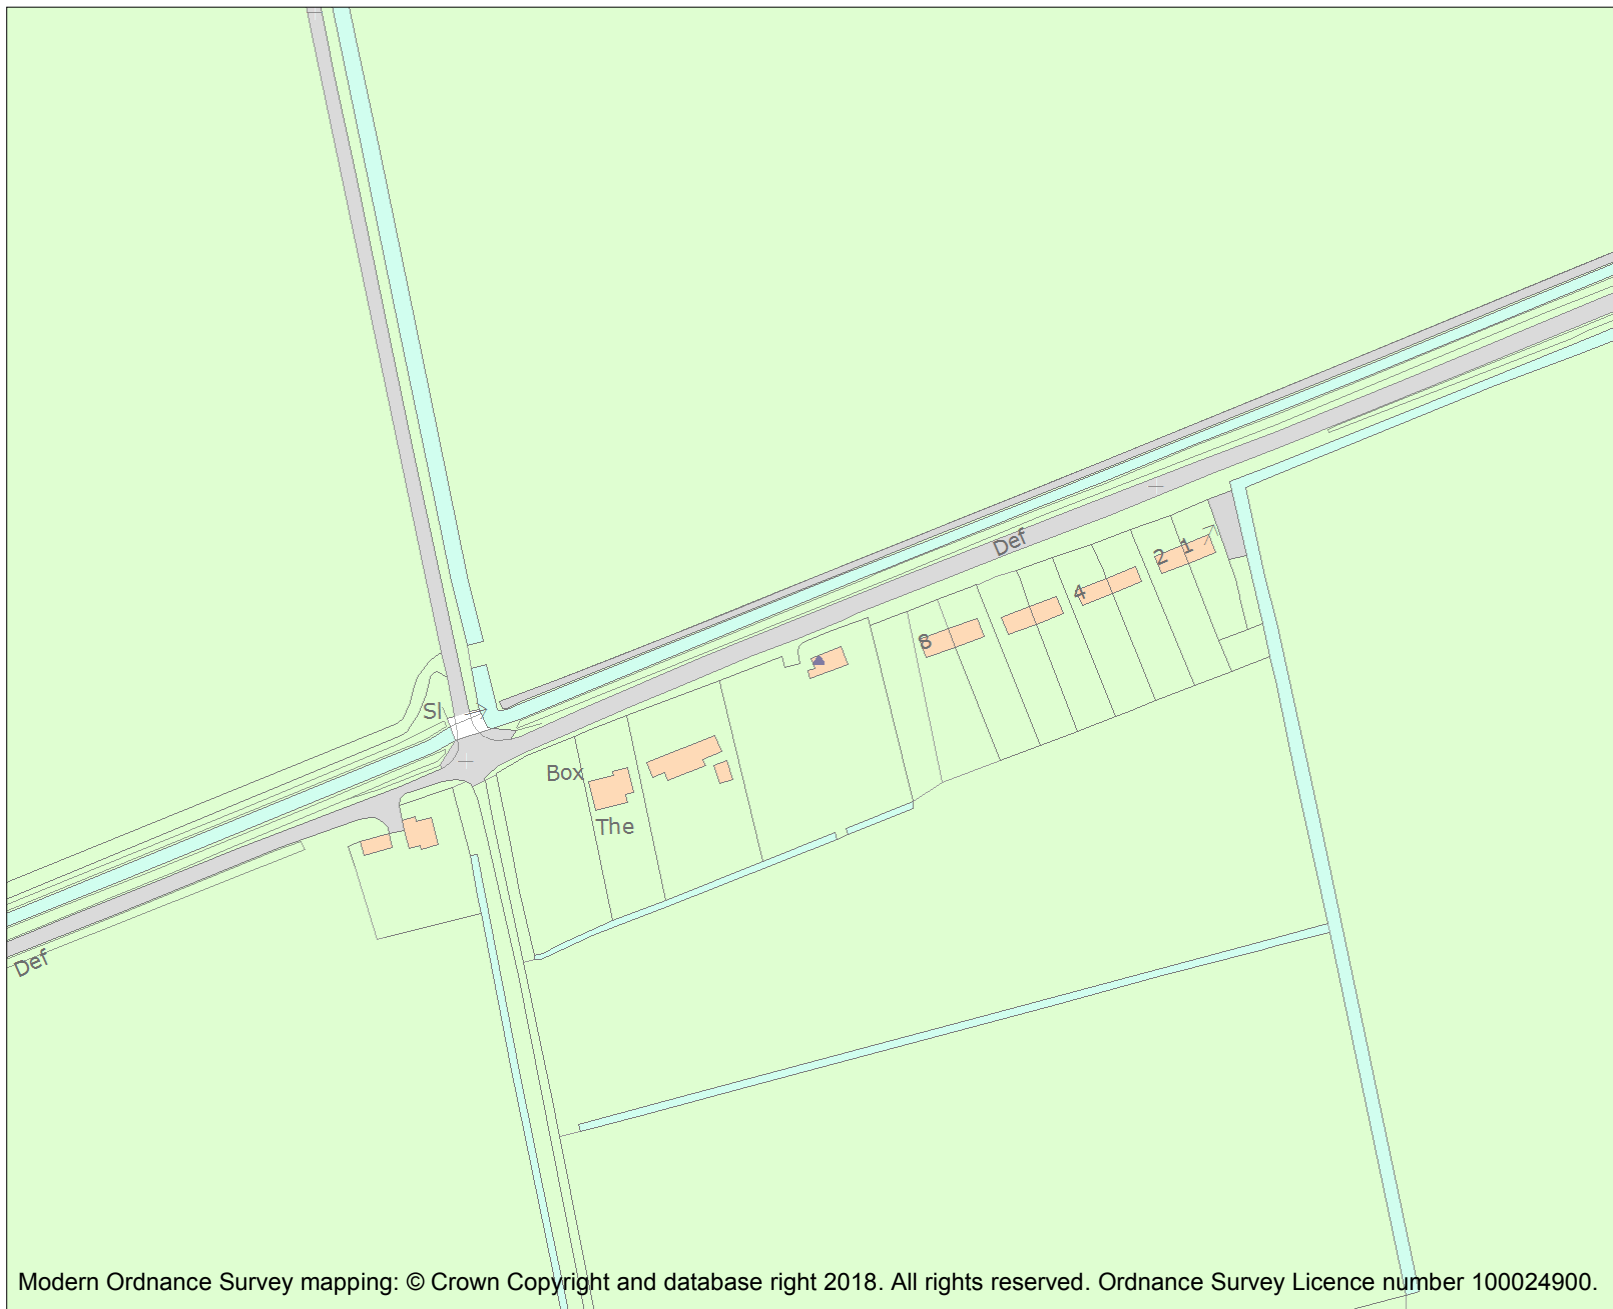 Def
1
2
4
8
Sl
Box
The
Def
Modern Ordnance Survey mapping: © Crown Copyright and database right 2018. All rights reserved. Ordnance Survey Licence number 100024900.